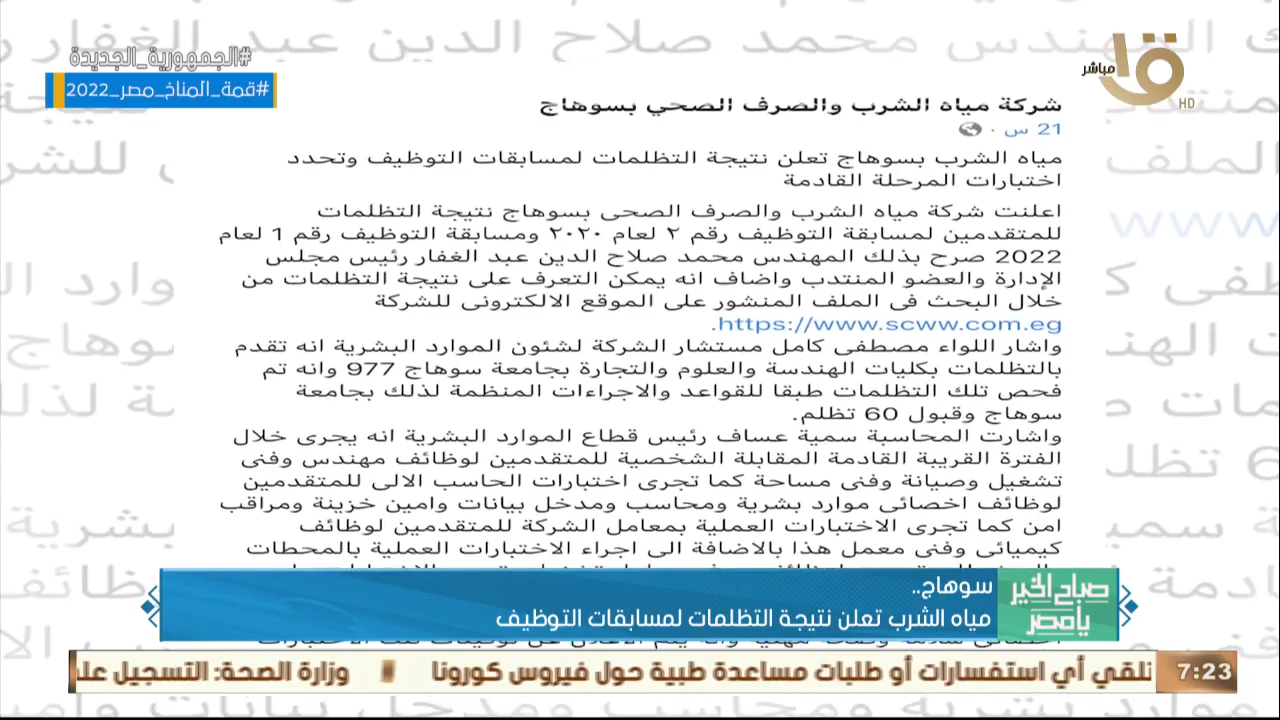 #الجمهورية_الجديدة
#قمة_المناخ_مصر_2022
مباشر
HD
شركة مياه الشرب والصرف الصحي بسوهاج
21 س ·
مياه الشرب بسوهاج تعلن نتيجة التظلمات لمسابقات التوظيف وتحدد
اختبارات المرحلة القادمة
اعلنت شركة مياه الشرب والصرف الصحى بسوهاج نتيجة التظلمات
للمتقدمين لمسابقة التوظيف رقم ٢ لعام ٢٠٢٠ ومسابقة التوظيف رقم 1 لعام
2022 صرح بذلك المهندس محمد صلاح الدين عبد الغفار رئيس مجلس
الإدارة والعضو المنتدب واضاف انه يمكن التعرف على نتيجة التظلمات من
خلال البحث فى الملف المنشور على الموقع الالكترونى للشركة
https://www.scww.com.eg.
واشار اللواء مصطفى كامل مستشار الشركة لشئون الموارد البشرية انه تقدم
بالتظلمات بكليات الهندسة والعلوم والتجارة بجامعة سوهاج 977 وانه تم
فحص تلك التظلمات طبقا للقواعد والاجراءات المنظمة لذلك بجامعة
سوهاج وقبول 60 تظلم.
واشارت المحاسبة سمية عساف رئيس قطاع الموارد البشرية انه يجرى خلال
الفترة القريبة القادمة المقابلة الشخصية للمتقدمين لوظائف مهندس وفنى
تشغيل وصيانة وفنى مساحة كما تجرى اختبارات الحاسب الالى للمتقدمين
لوظائف اخصائى موارد بشرية ومحاسب ومدخل بيانات وامين خزينة ومراقب
امن كما تجرى الاختبارات العملية بمعامل الشركة للمتقدمين لوظائف
كيميائى وفنى معمل هذا بالاضافة الى اجراء الاختبارات العملية بالمحطات
صباح الخير
يا مصر
سوهاج..
مياه الشرب تعلن نتيجة التظلمات لمسابقات التوظيف
7:23
تلقي أي استفسارات أو طلبات مساعدة طبية حول فيروس كورونا
وزارة الصحة: التسجيل على